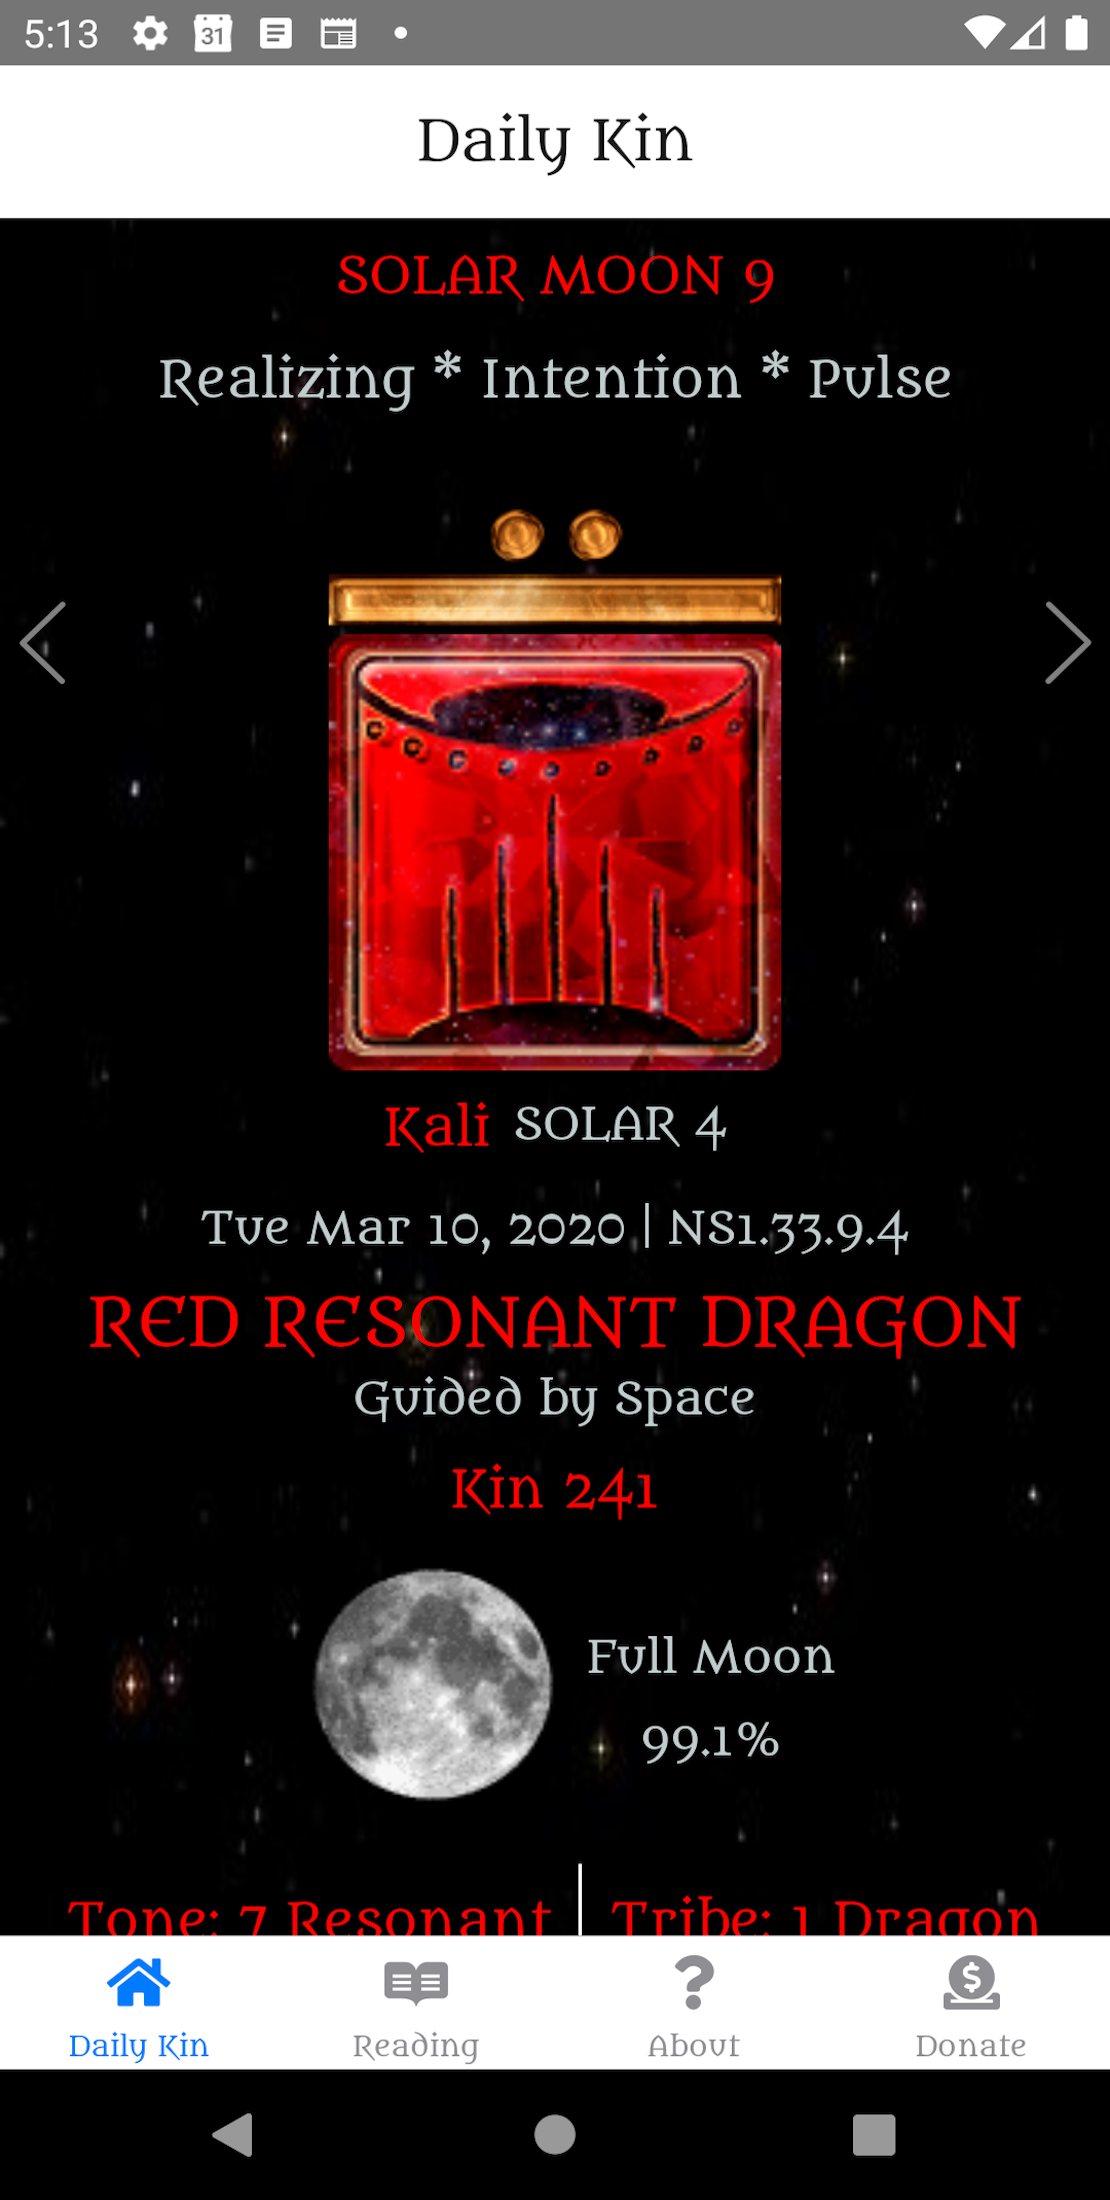 5:13
31
Daily Kin
SOLAR MOON 9
Realizing * Intention * Pulse
Kali SOLAR 4
Tue Mar 10, 2020 | NS1.33.9.4
RED RESONANT DRAGON
Guided by Space
Kin 241
Full Moon
99.1%
Tone: 7 Resonant | Tribe: 1 Dragon
Daily Kin
Reading
About
Donate